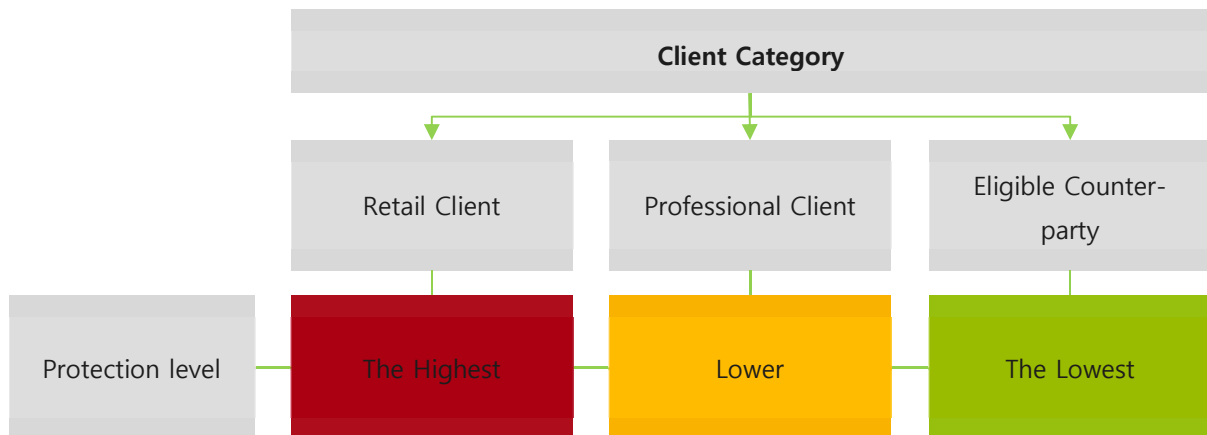 Client Category
Retail Client
Professional Client
Eligible Counter-
party
Protection level
The Highest
Lower
The Lowest